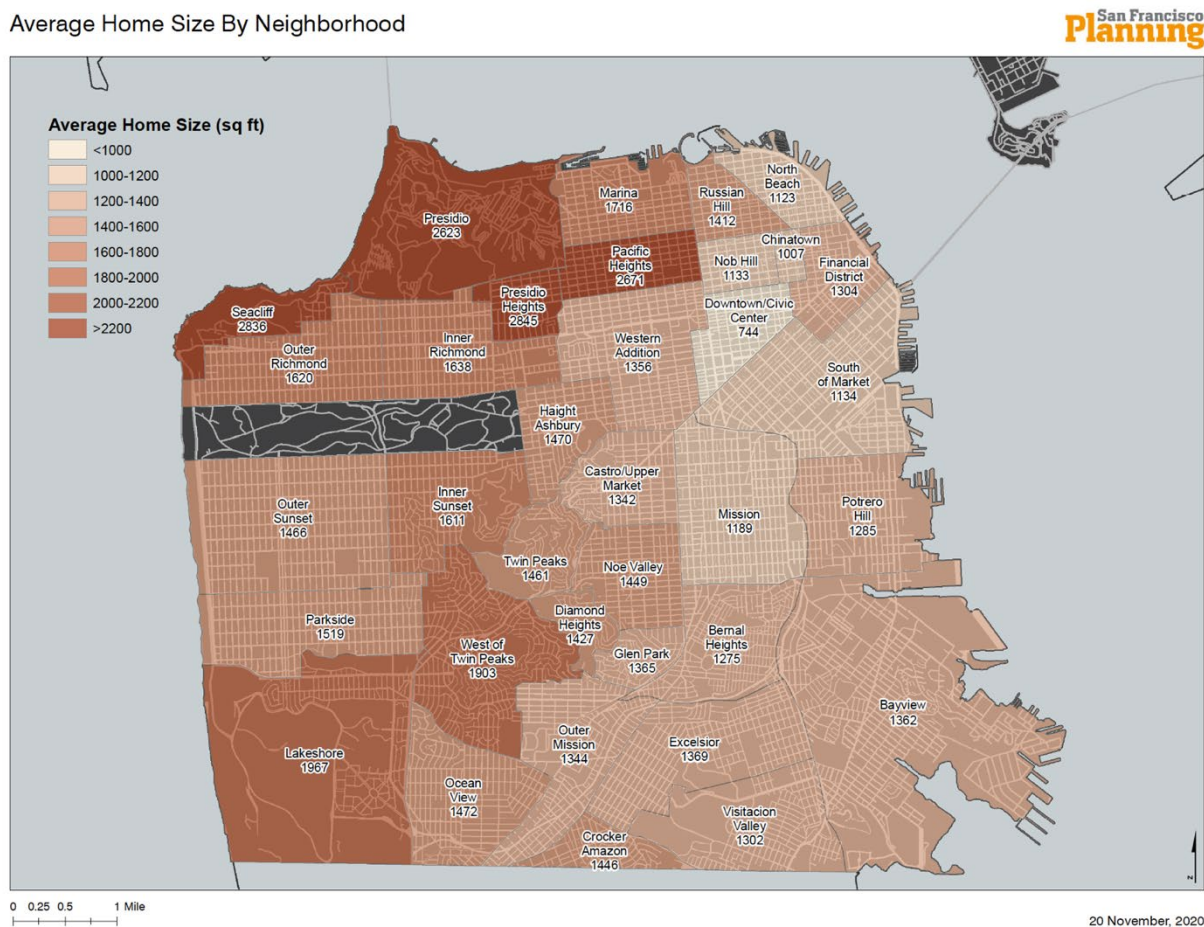 Average Home Size By Neighborhood
San Francisco
Planning
Average Home Size (sq ft)
<1000
1000-1200
1200-1400
1400-1600
1600-1800
1800-2000
2000-2200
>2200
North
Beach
1123
Marina
1716
Russian
Hill
1412
Presidio
2623
Chinatown
1007
Pacific
Heights
2671
Nob Hill
1133
Financial
District
1304
Presidio
Heights
2845
Seacliff
2836
Downtown/Civic
Center
744
Outer
Richmond
1620
Inner
Richmond
1638
Western
Addition
1356
South
of Market
1134
Haight
Ashbury
1470
Castro/Upper
Market
1342
Outer
Sunset
1466
Inner
Sunset
1611
Mission
1189
Potrero
Hill
1285
Twin Peaks
1461
Noe Valley
1449
Parkside
1519
Diamond
Heights
1427
West of
Twin Peaks
1903
Glen Park
1365
Bernal
Heights
1275
Bayview
1362
Lakeshore
1967
Outer
Mission
1344
Excelsior
1369
Ocean
View
1472
Visitacion
Valley
1302
Crocker
Amazon
1446
z
0 0.25 0.5 1 Mile
20 November, 2020